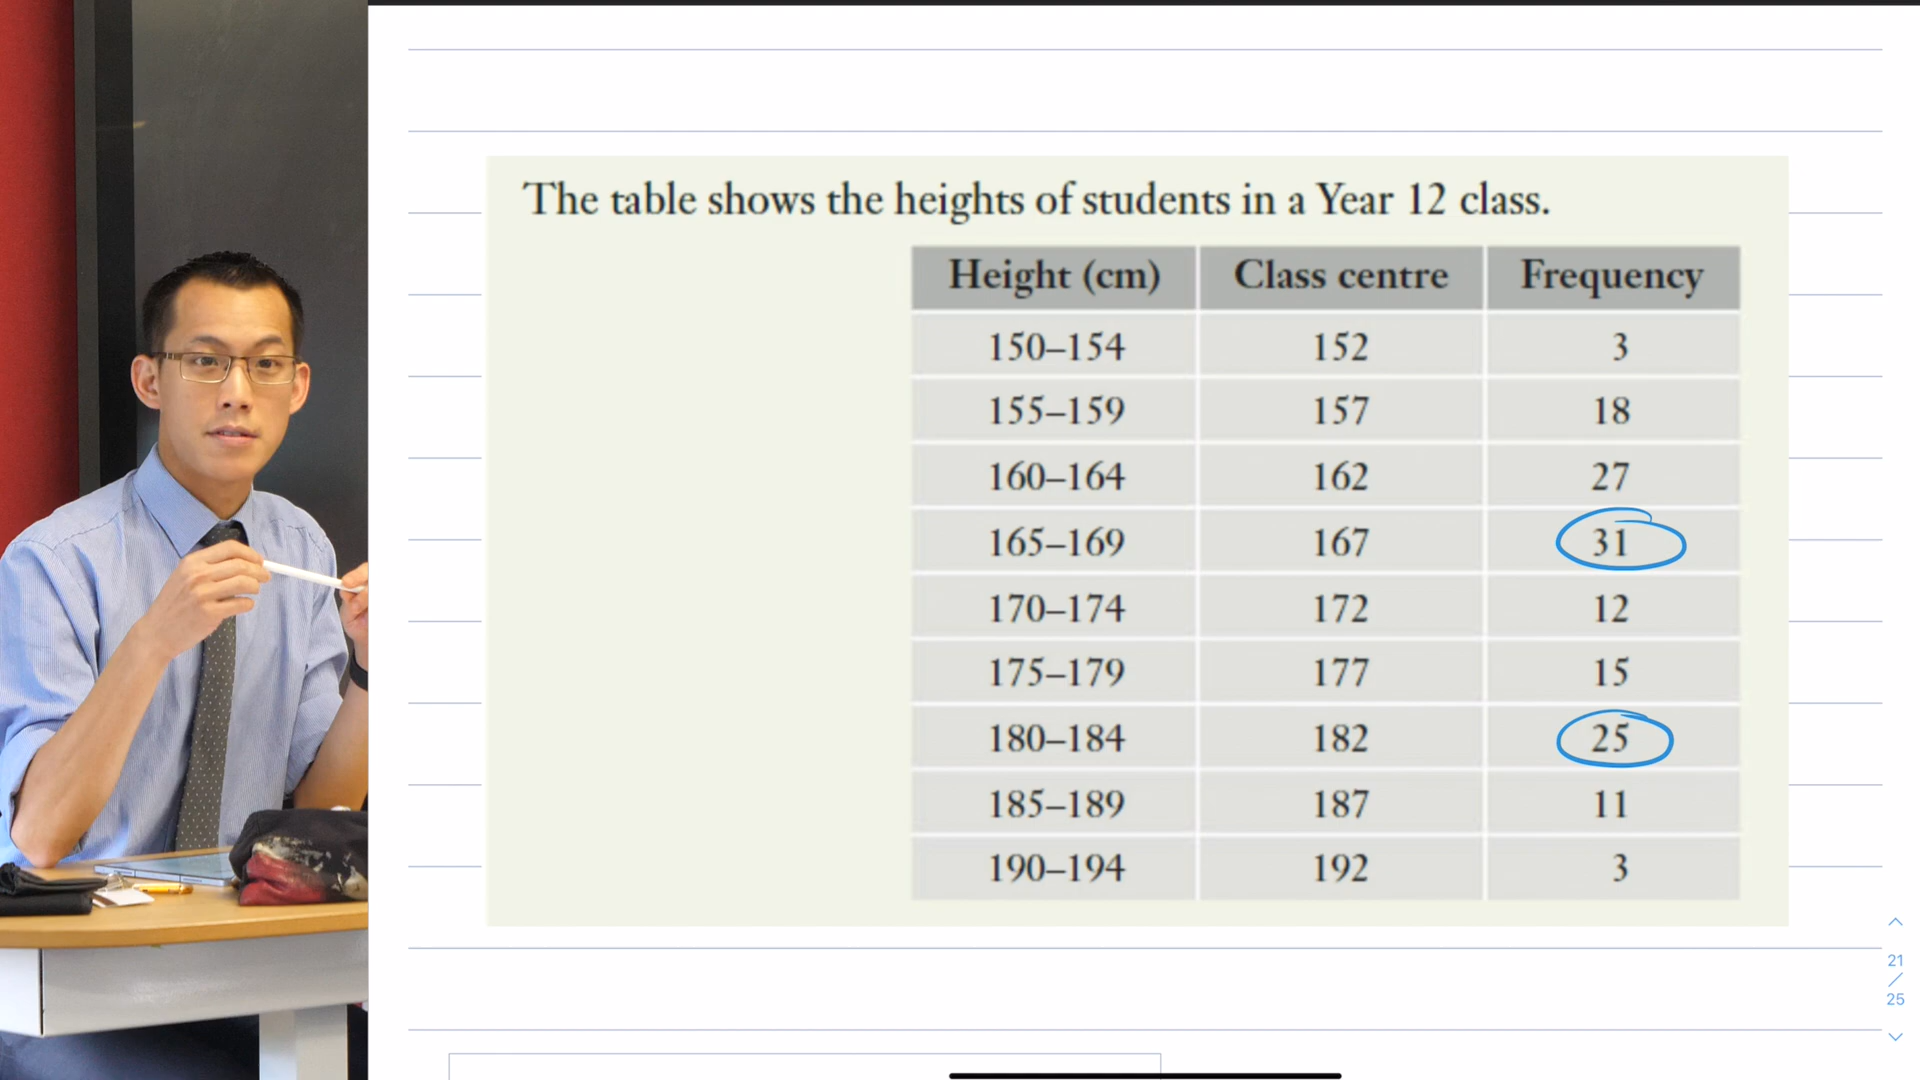 The table shows the heights of students in a Year 12 class.
Height (cm) Class centre Frequency
150–154 152 3
155–159 157 18
160–164 162 27
165–169 167 31
170–174 172 12
175–179 177 15
180–184 182 25
185–189 187 11
190–194 192 3
21
/
25